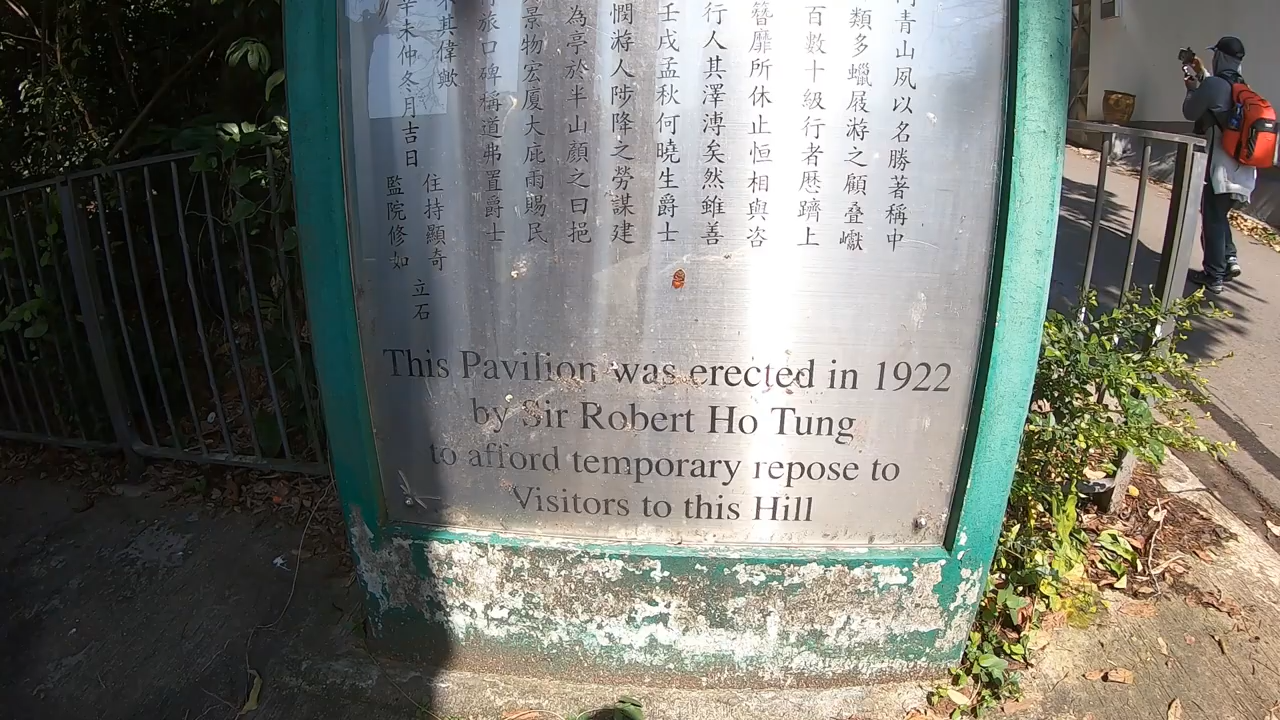 青山夙以名勝著稱中
類多蠟屐游之顧叠巘
百數十級行者歷躋上
簪靡所休止恒相與咨
行人其澤溥矣然雖善
壬戌孟秋何曉生爵士
憫游人陟降之勞謀建
為亭於半山顏之曰挹
景物宏廈大庇雨賜民
旅口碑稱道弗置爵士
其偉歟
辛未仲冬月吉日
住持顯奇
監院修如
立石
This Pavilion was erected in 1922
by Sir Robert Ho Tung
to afford temporary repose to
Visitors to this Hill